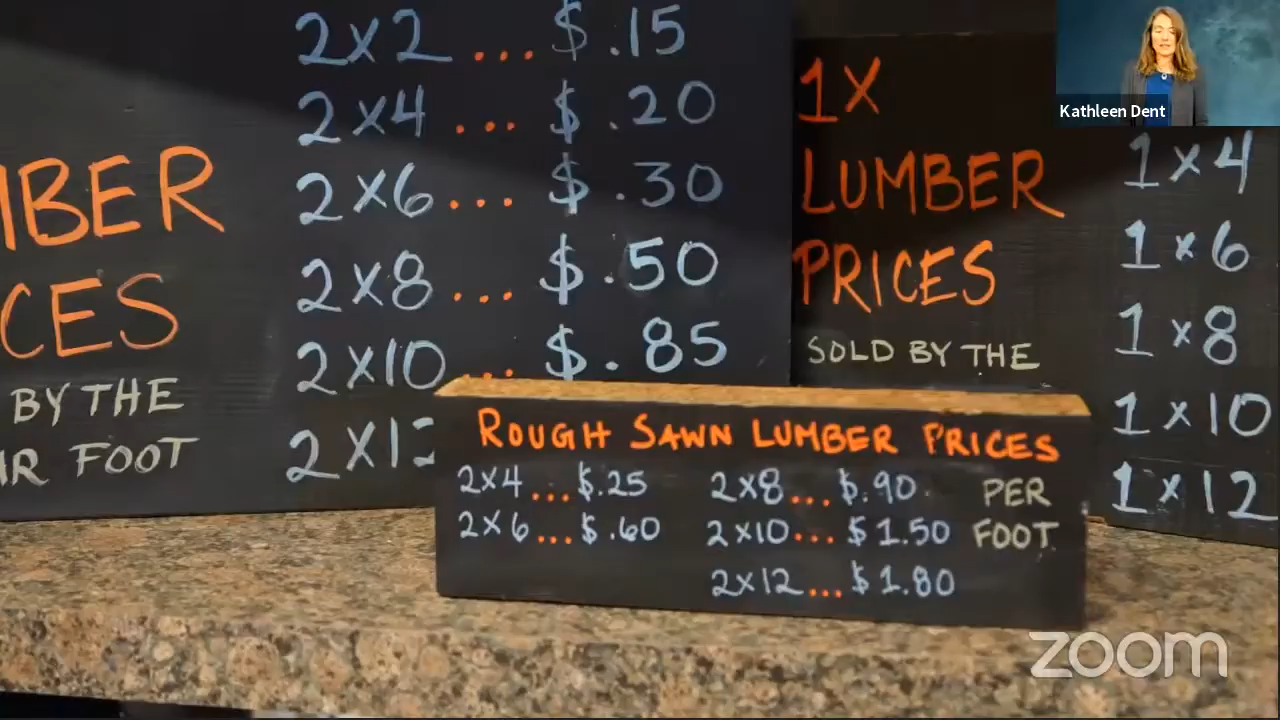 2x2 ... $ .15
2x4 ... $ .20
2x6 ... $ .30
2x8 ... $ .50
2x10 ... $ .85
BY THE
FOOT
1X
LUMBER
PRICES
SOLD BY THE
1x4
1x6
1x8
1x10
1x12
ROUGH SAWN LUMBER PRICES
2x4 ... $.25
2x6 ... $.60
2x8 ... $.90
2x10 ... $1.50
2x12 ... $1.80
PER
FOOT
Kathleen Dent
zoom